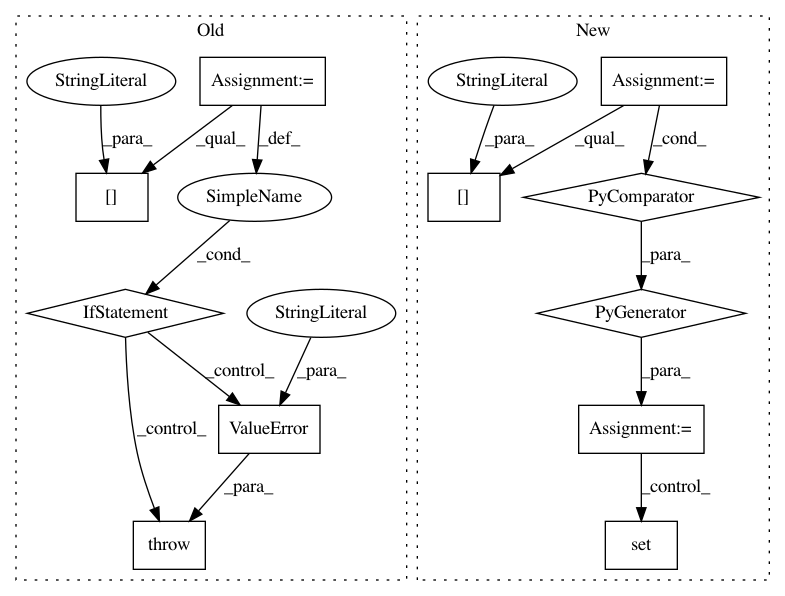 Old
New
StringLiteral
Assignment:=
StringLiteral
Assignment:=
_para_
_qual_
_def_
_para_
_qual_
_cond_
[]
SimpleName
[]
PyComparator
_cond_
_para_
IfStatement
StringLiteral
PyGenerator
_control_
_para_
_para_
_control_
ValueError
Assignment:=
_para_
_control_
throw
set